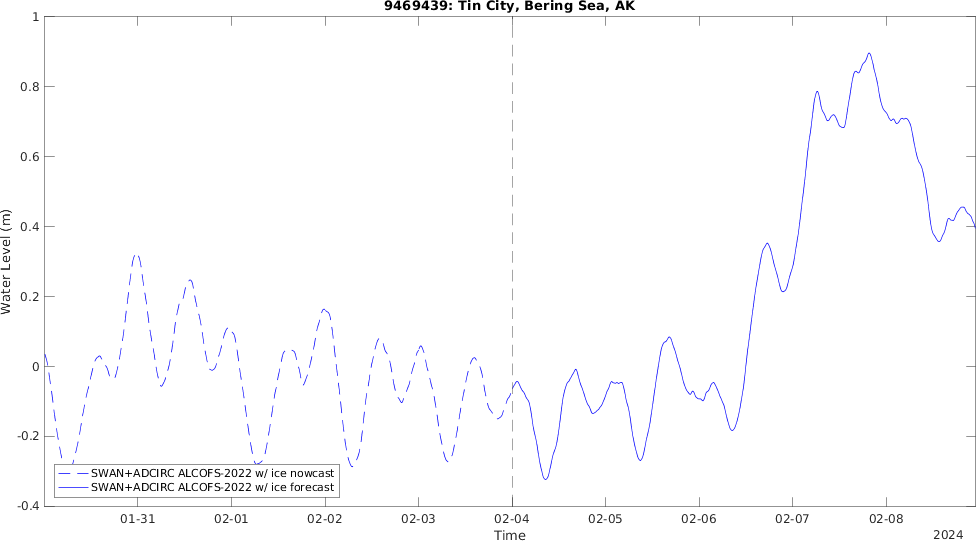 9469439: Tin City, Bering Sea, AK
1
0.8
0.6
0.4
0.2
0
-0.2
-0.4
Water Level (m)
SWAN+ADCIRC ALCOFS-2022 w/ ice nowcast
SWAN+ADCIRC ALCOFS-2022 w/ ice forecast
01-31 02-01 02-02 02-03 02-04 02-05 02-06 02-07 02-08
Time
2024